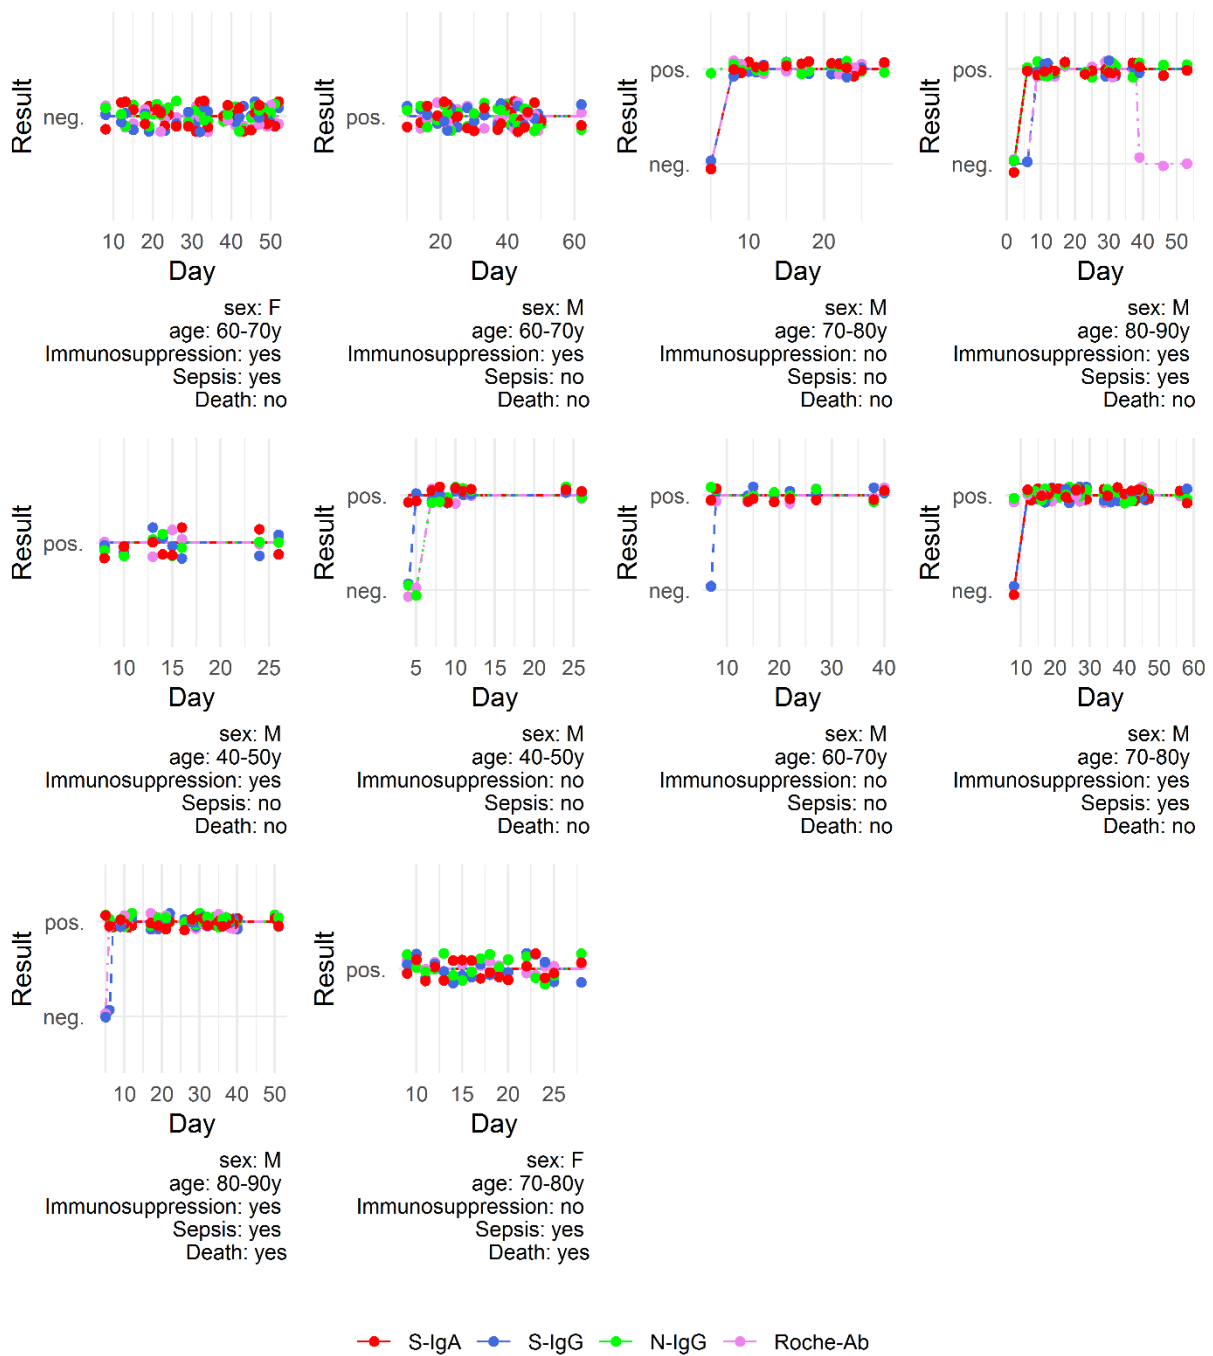 Result
neg.
10 20 30 40 50
Day
sex: F
age: 60-70y
Immunosuppression: yes
Sepsis: yes
Death: no
Result
pos.
20 40 60
Day
sex: M
age: 60-70y
Immunosuppression: yes
Sepsis: no
Death: no
Result
pos.
neg.
10 20
Day
sex: M
age: 70-80y
Immunosuppression: no
Sepsis: no
Death: no
Result
pos.
neg.
0 10 20 30 40 50
Day
sex: M
age: 80-90y
Immunosuppression: yes
Sepsis: yes
Death: no
Result
pos.
10 15 20 25
Day
sex: M
age: 40-50y
Immunosuppression: yes
Sepsis: no
Death: no
Result
pos.
neg.
5 10 15 20 25
Day
sex: M
age: 40-50y
Immunosuppression: no
Sepsis: no
Death: no
Result
pos.
neg.
10 20 30 40
Day
sex: M
age: 60-70y
Immunosuppression: no
Sepsis: no
Death: no
Result
pos.
neg.
10 20 30 40 50 60
Day
sex: M
age: 70-80y
Immunosuppression: yes
Sepsis: yes
Death: no
Result
pos.
neg.
10 20 30 40 50
Day
sex: M
age: 80-90y
Immunosuppression: yes
Sepsis: yes
Death: yes
Result
pos.
10 15 20 25
Day
sex: F
age: 70-80y
Immunosuppression: no
Sepsis: yes
Death: yes
S-IgA S-IgG N-IgG Roche-Ab